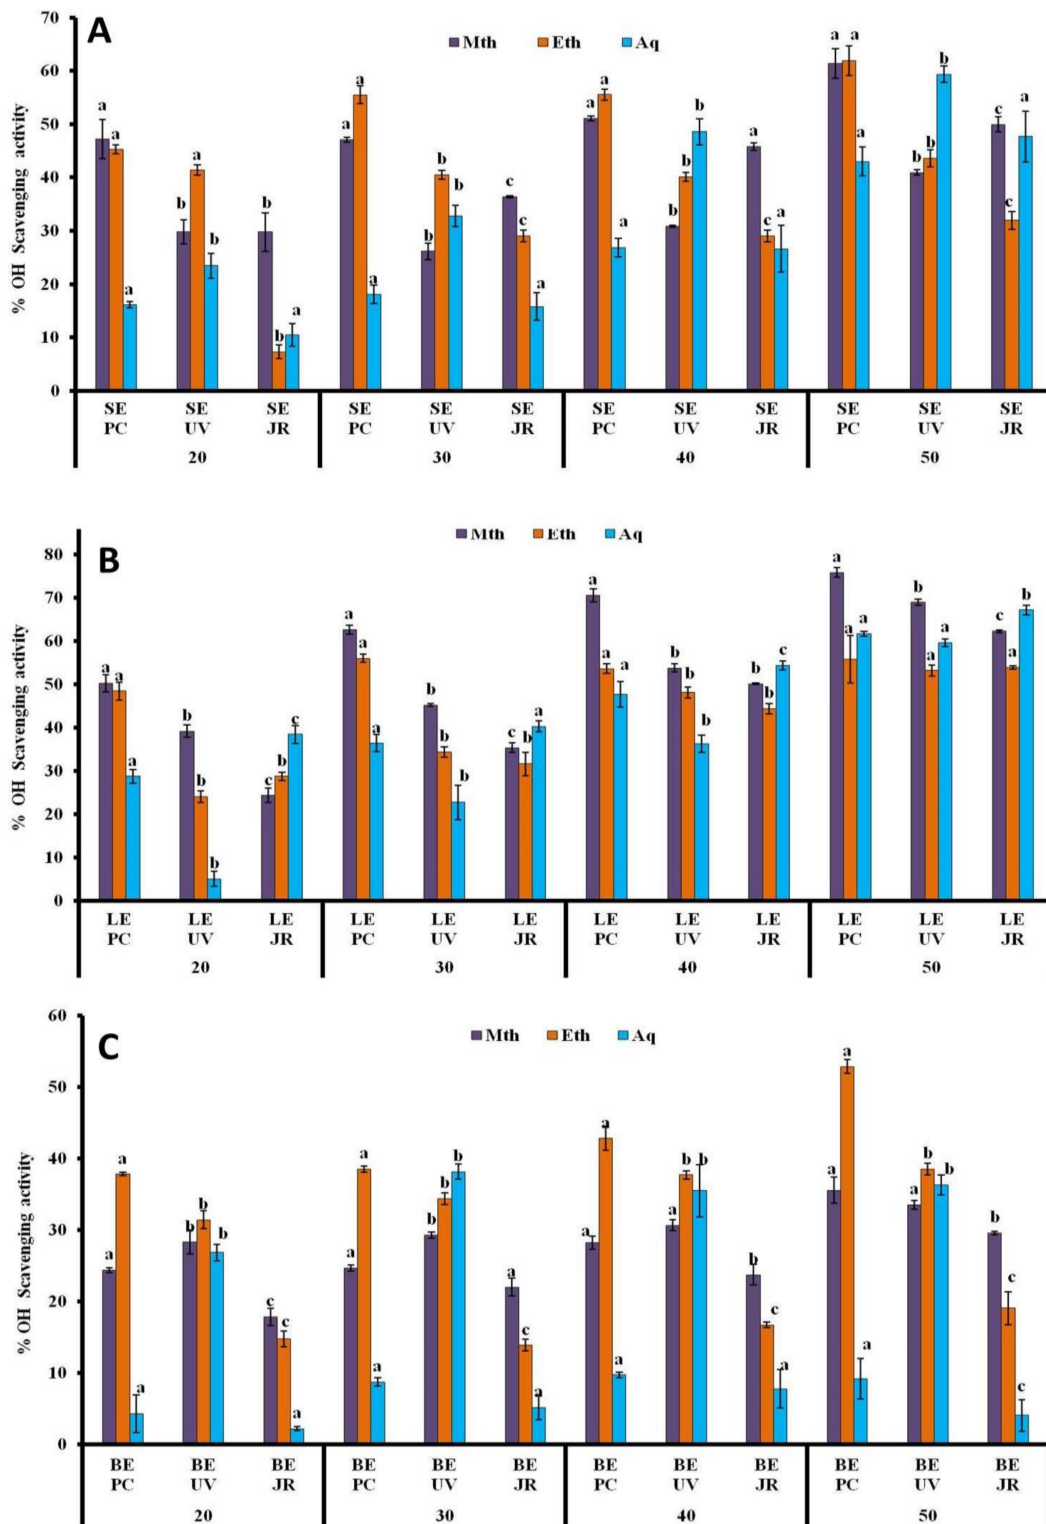 A
Mth Eth Aq
% OH Scavenging activity
70
60
50
40
30
20
10
0
a a a b a b b b a
a a a b b b c c a
a a a b b b a c a
a a a b b b c c a
SE SE SE SE SE SE SE SE SE SE SE SE
PC UV JR PC UV JR PC UV JR PC UV JR
20 30 40 50
B
Mth Eth Aq
% OH Scavenging activity
80
70
60
50
40
30
20
10
0
a a a b b b c b c
a a a b b b c b a
a a a b b b b b c
a a a b a a c a b
LE LE LE LE LE LE LE LE LE LE LE LE
PC UV JR PC UV JR PC UV JR PC UV JR
20 30 40 50
C
Mth Eth Aq
% OH Scavenging activity
60
50
40
30
20
10
0
a a a b b b c c a
a a a b b b a c a
a a a a b b b c a
a a a a b b b c c
BE BE BE BE BE BE BE BE BE BE BE BE
PC UV JR PC UV JR PC UV JR PC UV JR
20 30 40 50